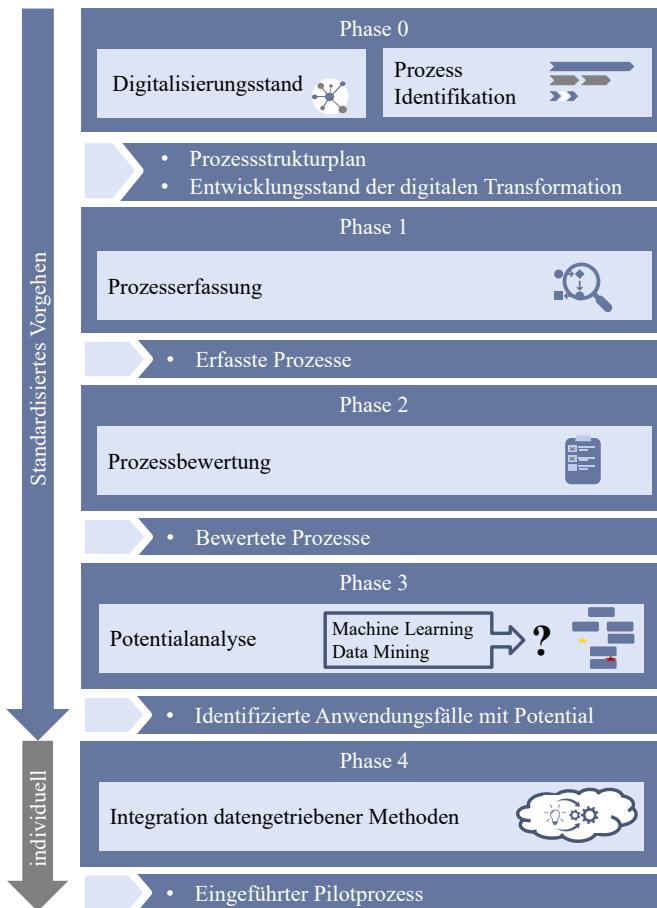 Phase 0
Digitalisierungsstand
Prozess
Identifikation
• Prozessstrukturplan
• Entwicklungsstand der digitalen Transformation
Phase 1
Prozesserfassung
• Erfasste Prozesse
Phase 2
Prozessbewertung
• Bewertete Prozesse
Phase 3
Potentialanalyse
Machine Learning
Data Mining
?
• Identifizierte Anwendungsfälle mit Potential
Phase 4
Integration datengetriebener Methoden
• Eingeführter Pilotprozess
Standardisiertes Vorgehen
individuell